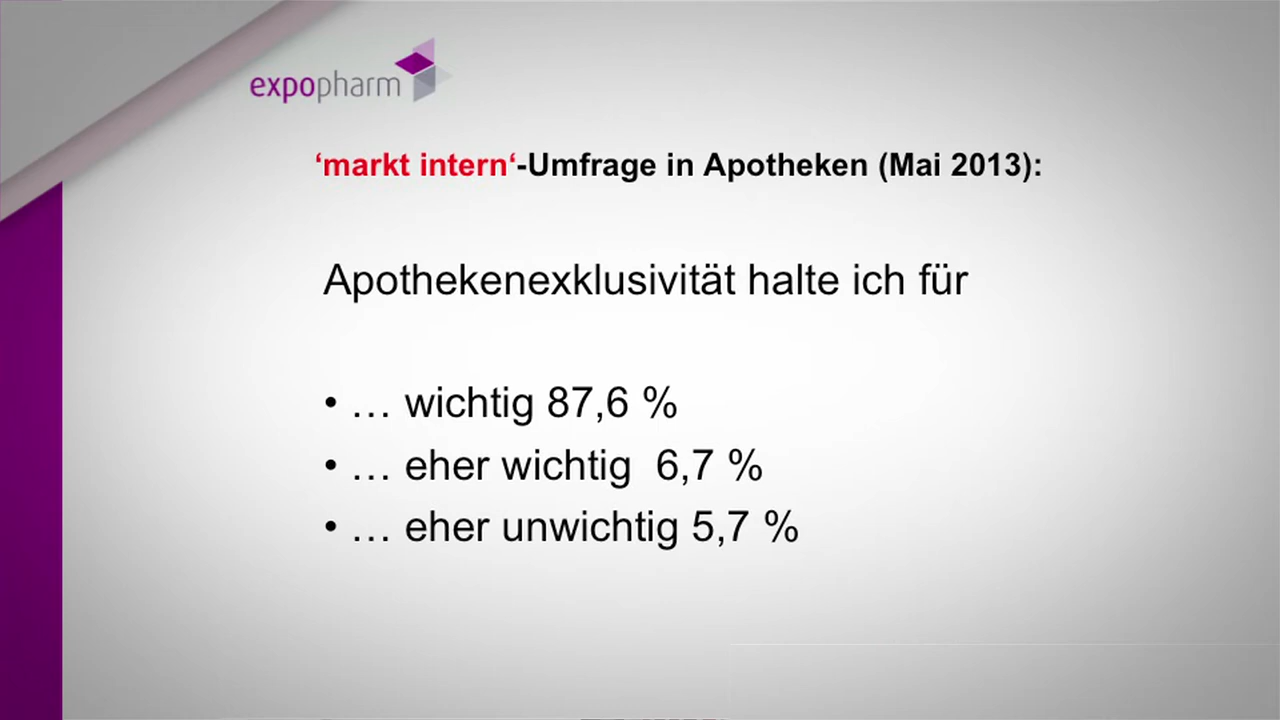 expopharm
‘markt intern‘-Umfrage in Apotheken (Mai 2013):
Apothekenexklusivität halte ich für
• … wichtig 87,6 %
• … eher wichtig  6,7 %
• … eher unwichtig 5,7 %